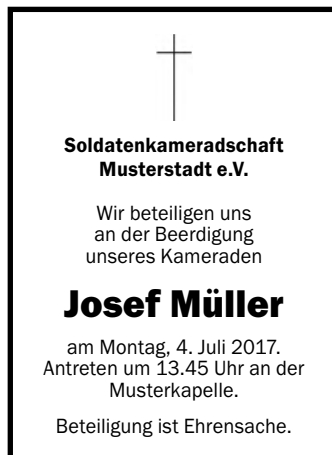 Soldatenkameradschaft
Musterstadt e.V.
Wir beteiligen uns
an der Beerdigung
unseres Kameraden
Josef Müller
am Montag, 4. Juli 2017.
Antreten um 13.45 Uhr an der
Musterkapelle.
Beteiligung ist Ehrensache.